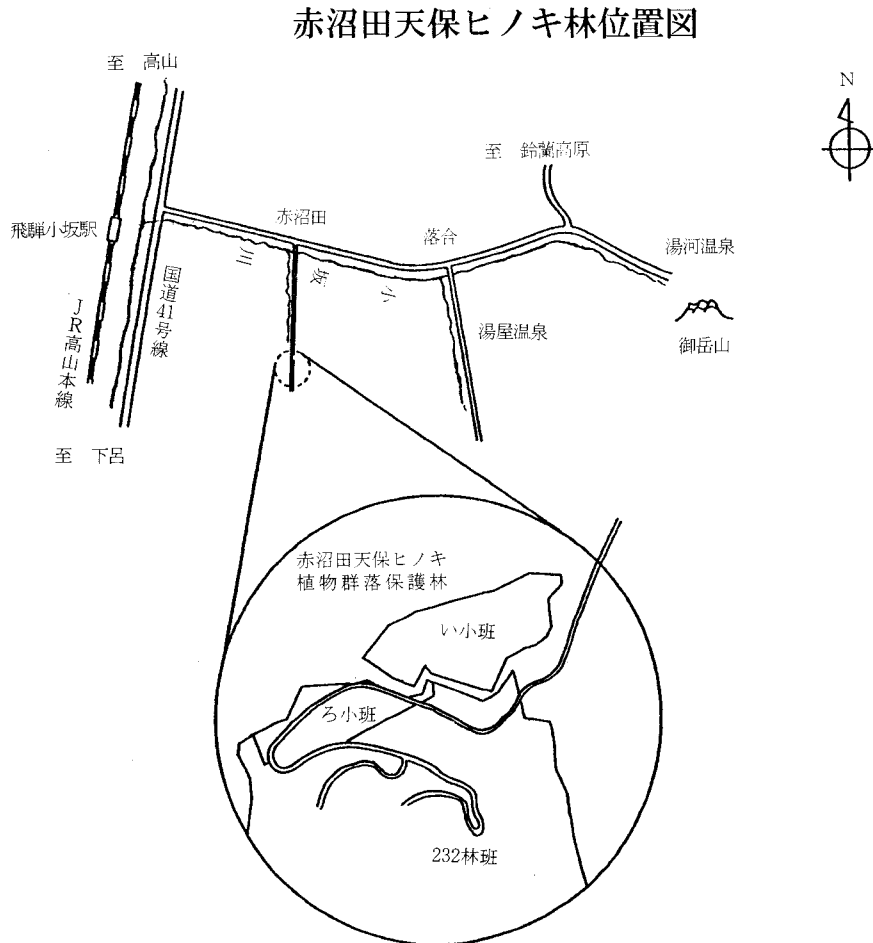 赤沼田天保ヒノキ林位置図
至 高山
N
至 鈴蘭高原
飛騨小坂駅
赤沼田
落合
湯河温泉
小坂川
国道41号線
JR高山本線
湯屋温泉
御岳山
至 下呂
赤沼田天保ヒノキ
植物群落保護林
い小班
ろ小班
232林班